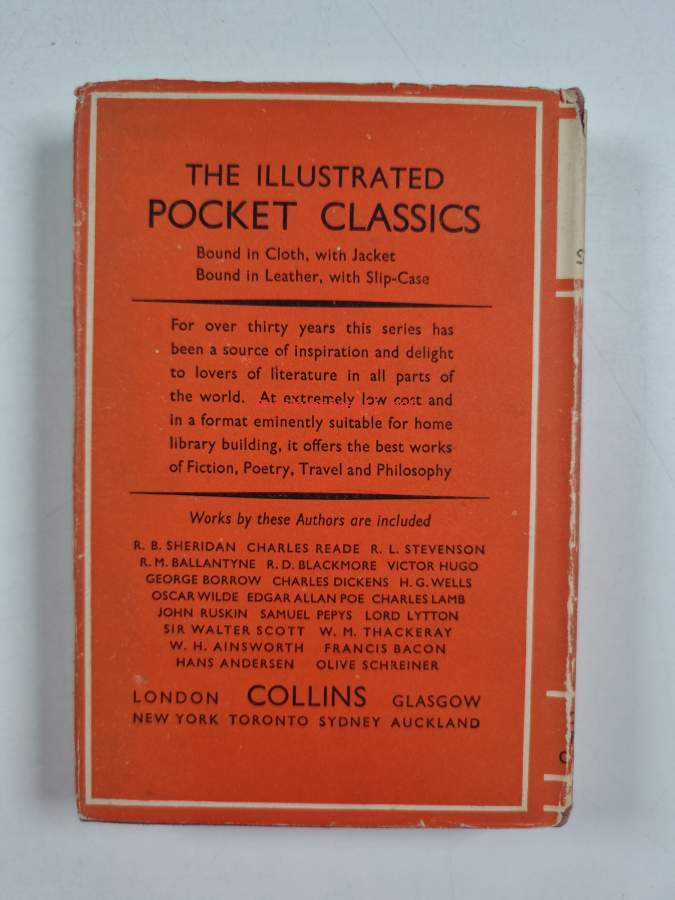 THE ILLUSTRATED
POCKET CLASSICS
Bound in Cloth, with Jacket
Bound in Leather, with Slip-Case
For over thirty years this series has
been a source of inspiration and delight
to lovers of literature in all parts of
the world. At extremely low cost and
in a format eminently suitable for home
library building, it offers the best works
of Fiction, Poetry, Travel and Philosophy
Works by these Authors are included
R. B. SHERIDAN CHARLES READE R. L. STEVENSON
R. M. BALLANTYNE R. D. BLACKMORE VICTOR HUGO
GEORGE BORROW CHARLES DICKENS H. G. WELLS
OSCAR WILDE EDGAR ALLAN POE CHARLES LAMB
JOHN RUSKIN SAMUEL PEPYS LORD LYTTON
SIR WALTER SCOTT W. M. THACKERAY
W. H. AINSWORTH FRANCIS BACON
HANS ANDERSEN OLIVE SCHREINER
LONDON COLLINS GLASGOW
NEW YORK TORONTO SYDNEY AUCKLAND